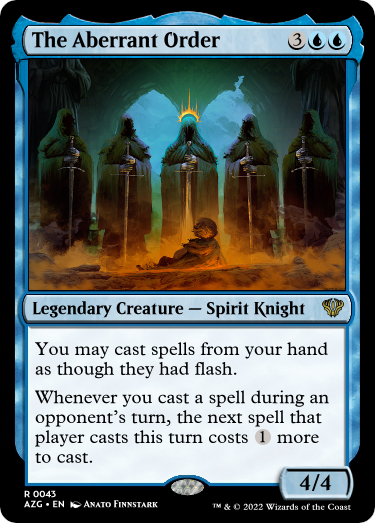 The Aberrant Order 3
Legendary Creature — Spirit Knight
You may cast spells from your hand
as though they had flash.
Whenever you cast a spell during an
opponent's turn, the next spell that
player casts this turn costs 1 more
to cast.
4/4
R 0043
AZG • EN Anato Finnstark ™ & © 2022 Wizards of the Coast